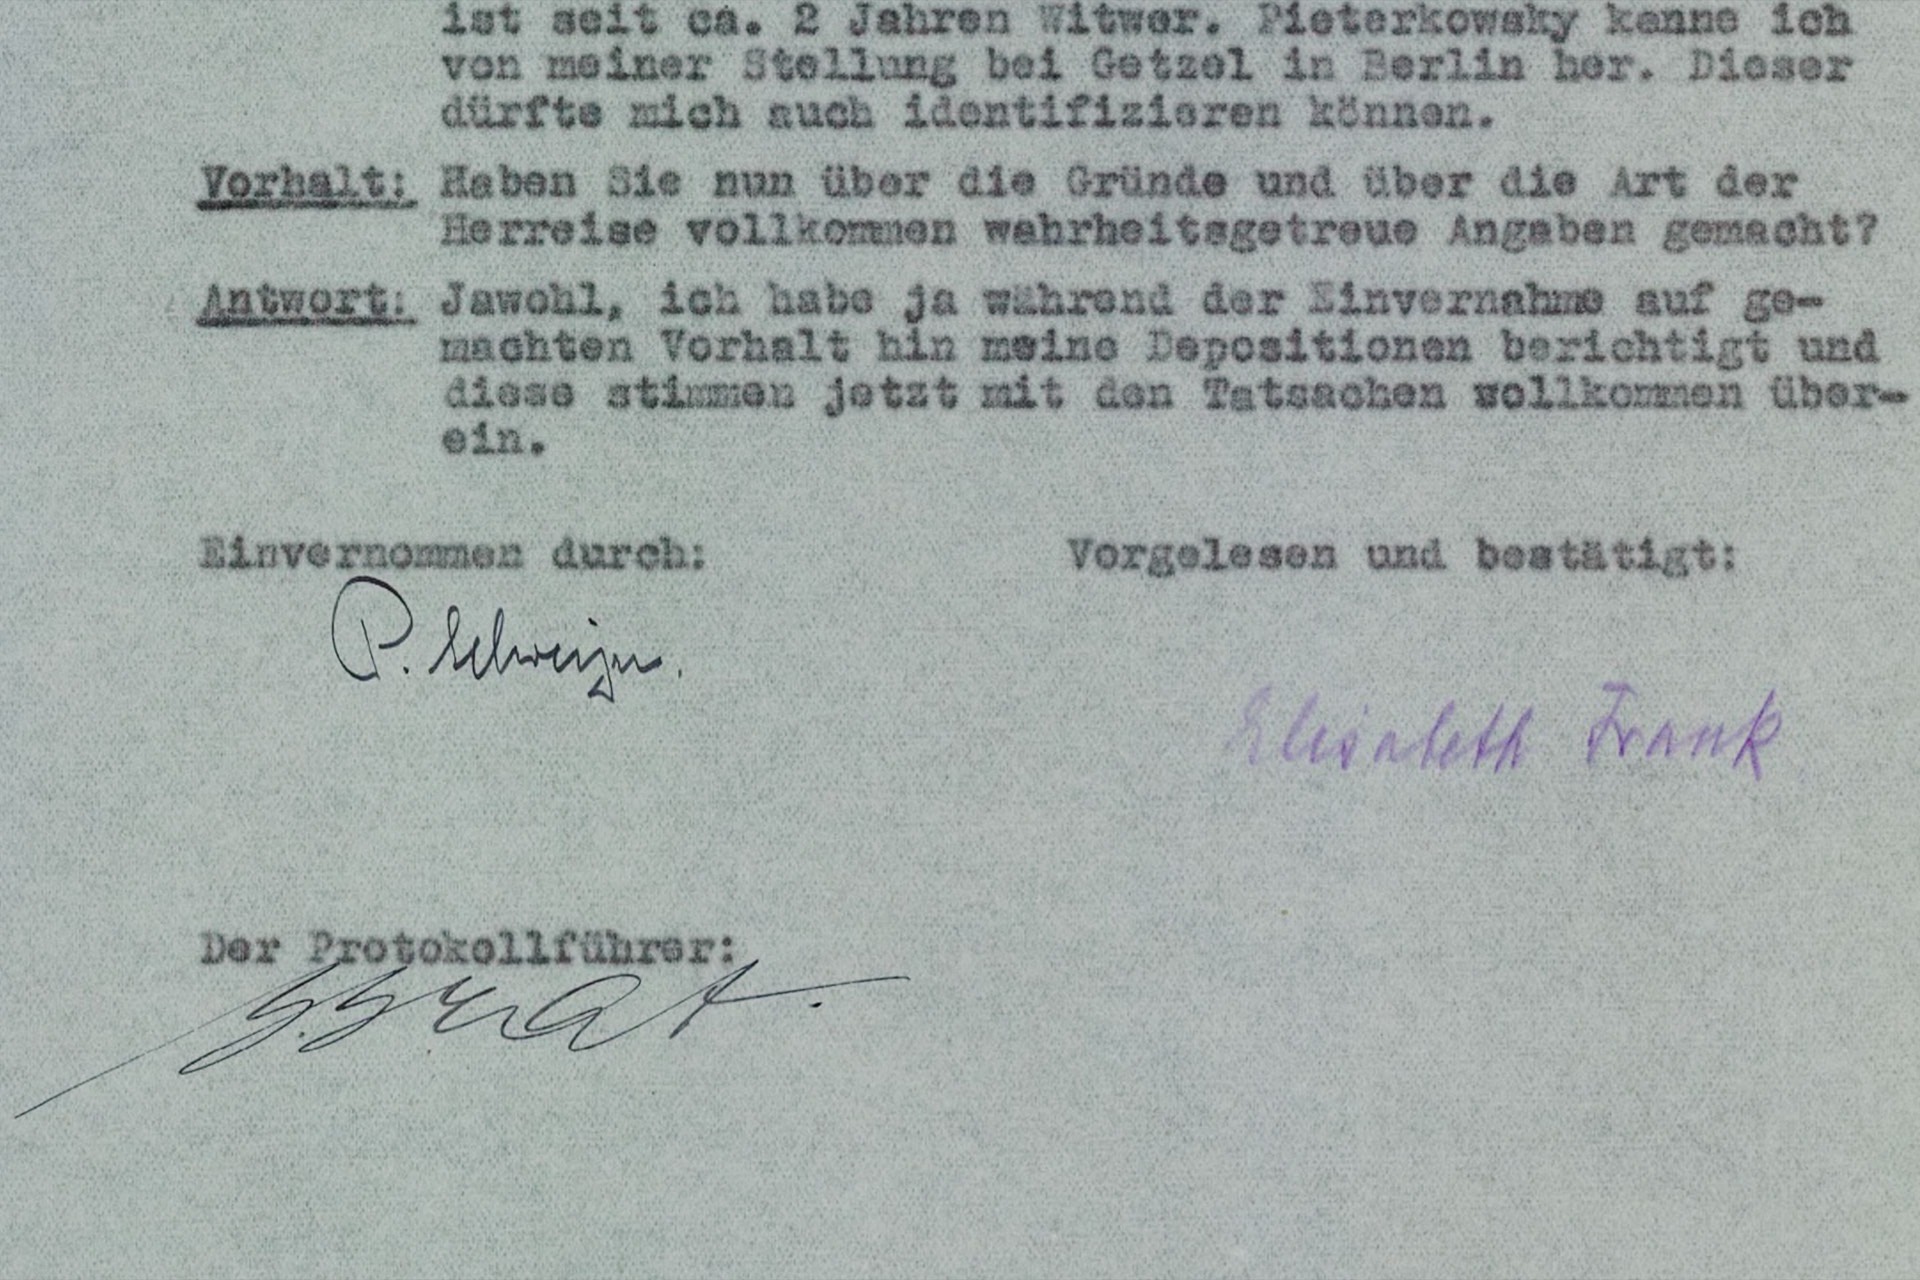 ist seit ca. 2 Jahren Witwer. Pieterkowsky kenne ich
von meiner Stellung bei Getzel in Berlin her. Dieser
dürfte mich auch identifizieren können.
Vorhalt: Haben Sie nun über die Gründe und über die Art der
Herreise vollkommen wahrheitsgetreue Angaben gemacht?
Antwort: Jawohl, ich habe ja während der Einvernahme auf ge-
machten Vorhalt hin meine Depositionen berichtigt und
diese stimmen jetzt mit den Tatsachen vollkommen über-
ein.
Einvernommen durch: Vorgelesen und bestätigt:
P. Schweizer.
Elisabeth Frank
Der Protokollführer: